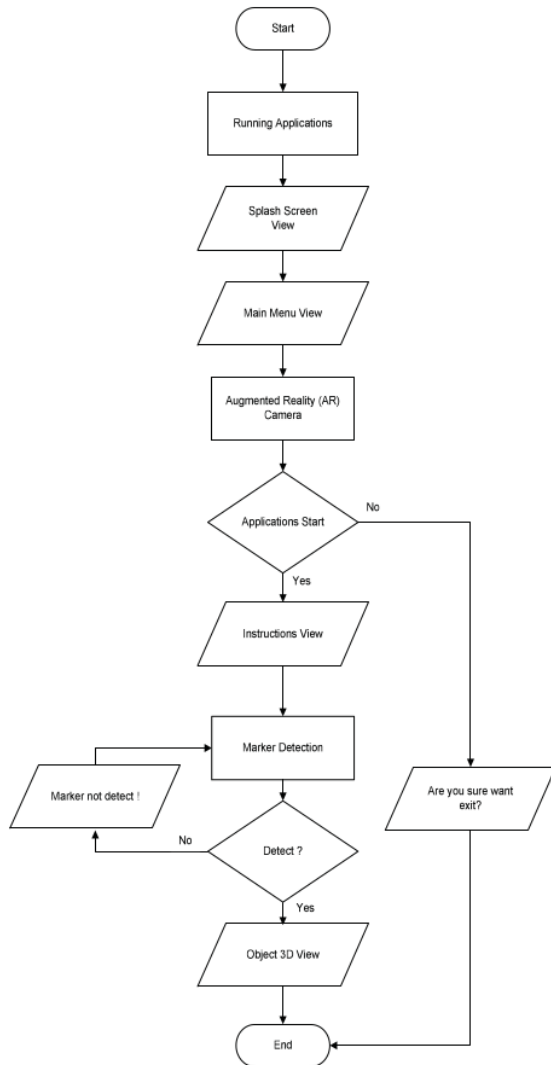 Start
Running Applications
Splash Screen
View
Main Menu View
Augmented Reality (AR)
Camera
Applications Start
No
Yes
Instructions View
Marker Detection
Marker not detect !
Are you sure want
exit?
No
Detect ?
Yes
Object 3D View
End